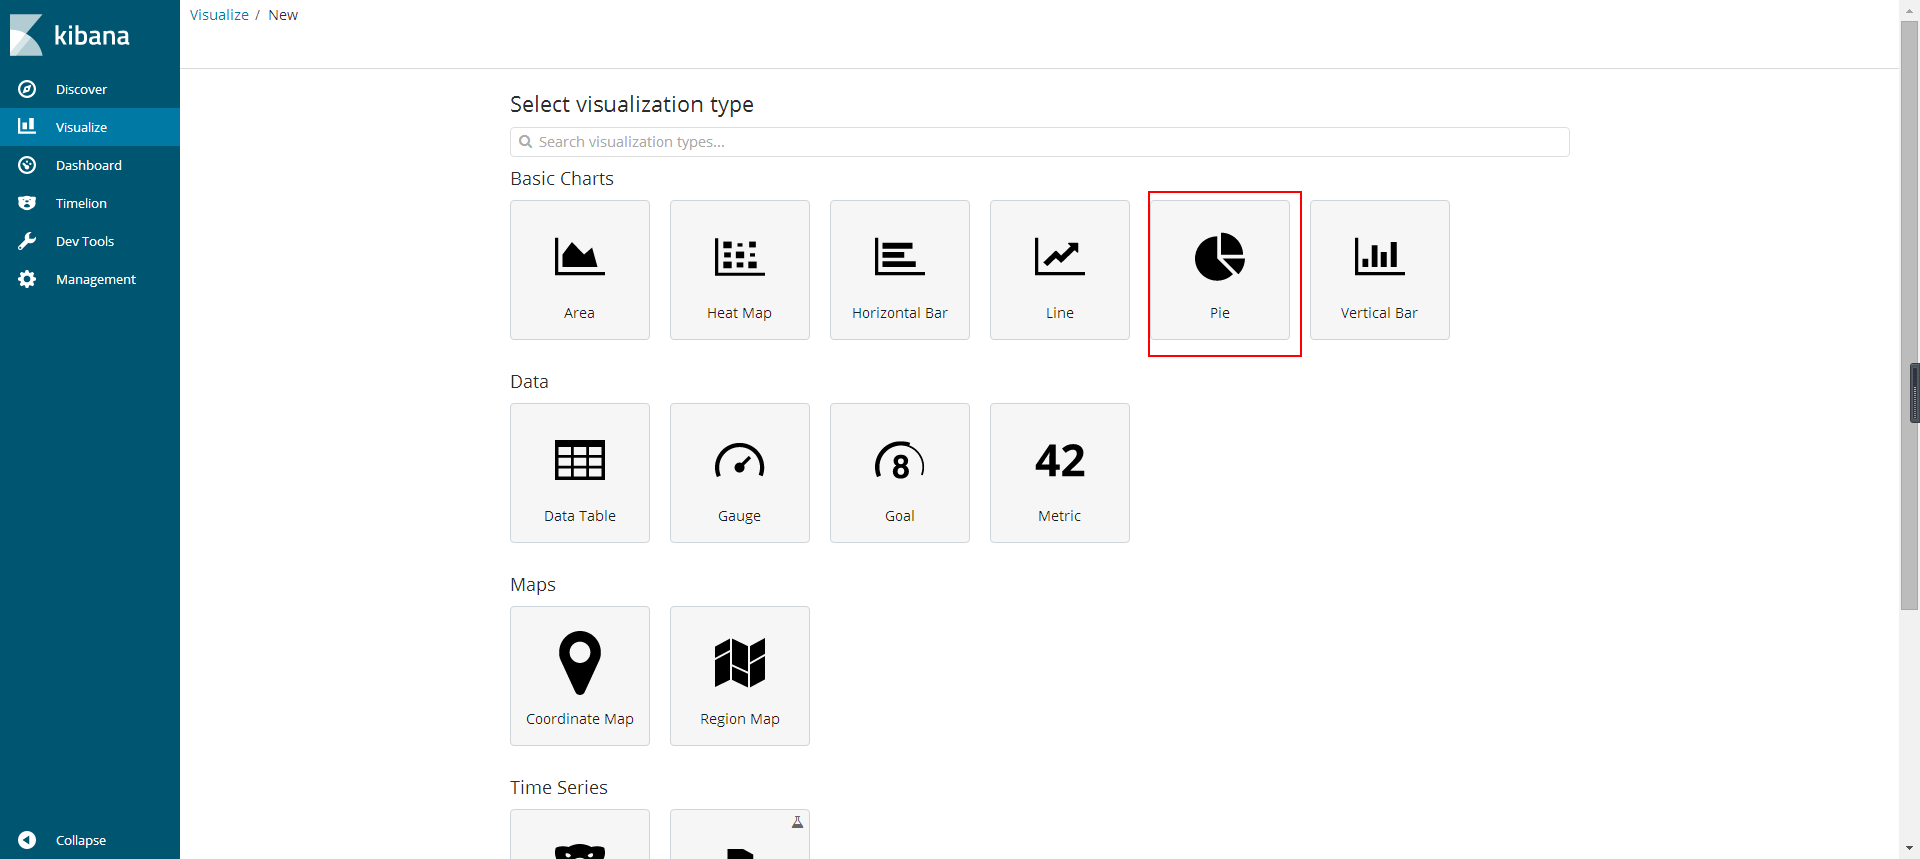 kibana
Discover
Visualize
Dashboard
Timelion
Dev Tools
Management
Collapse
Visualize / New
Select visualization type
Search visualization types...
Basic Charts
Area
Heat Map
Horizontal Bar
Line
Pie
Vertical Bar
Data
8
42
Data Table
Gauge
Goal
Metric
Maps
Coordinate Map
Region Map
Time Series